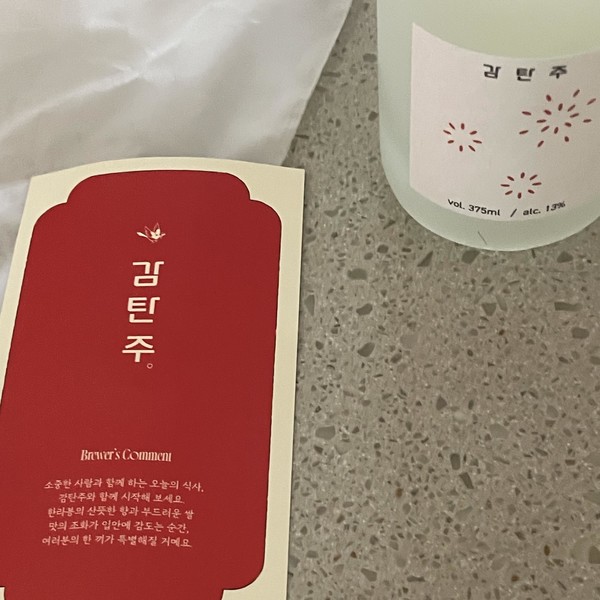 감탄주
vol. 375ml / alc. 13%
감
탄
주。
Brewer's Comment
소중한 사람과 함께 하는 오늘의 식사,
감탄주와 함께 시작해 보세요.
한라봉의 산뜻한 향과 부드러운 쌀
맛의 조화가 입안에 감도는 순간,
여러분의 한 끼가 특별해질 거예요.